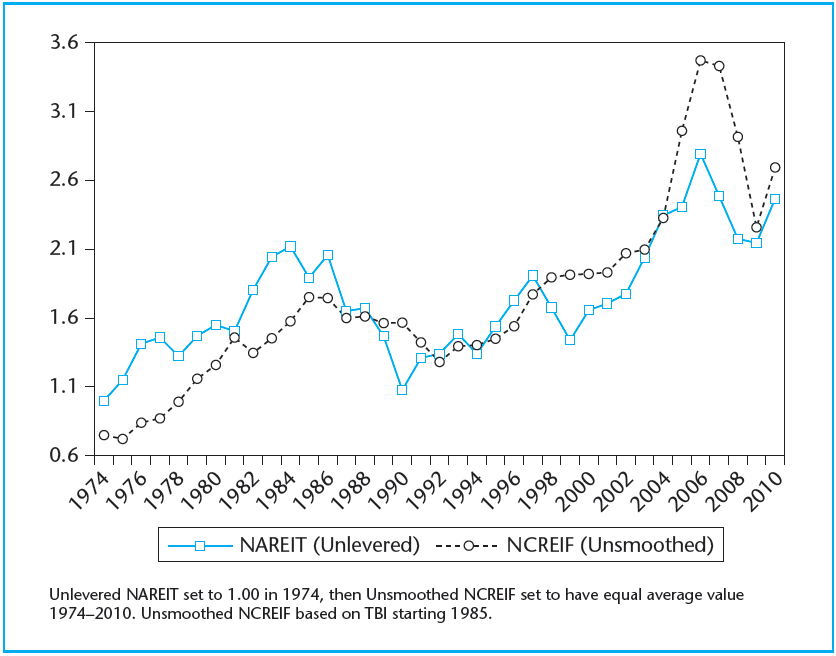 3.6
3.1
2.6
2.1
1.6
1.1
0.6
1974 1976 1978 1980 1982 1984 1986 1988 1990 1992 1994 1996 1998 2000 2002 2004 2006 2008 2010
NAREIT (Unlevered) NCREIF (Unsmoothed)
Unlevered NAREIT set to 1.00 in 1974, then Unsmoothed NCREIF set to have equal average value
1974–2010. Unsmoothed NCREIF based on TBI starting 1985.